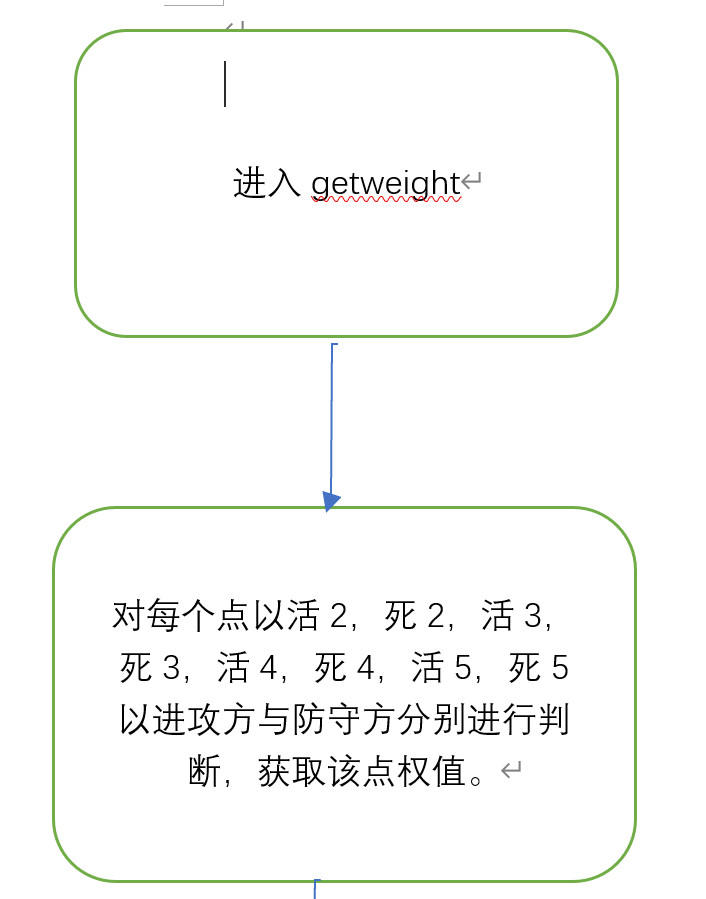 进入 getweight
对每个点以活 2，死 2，活 3，
死 3，活 4，死 4，活 5，死 5
以进攻方与防守方分别进行判
断，获取该点权值。